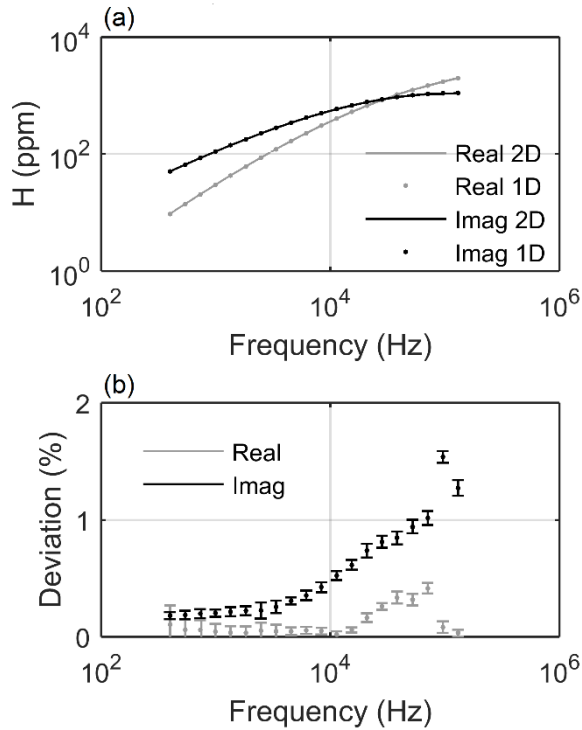 (a)
10^4
10^2
10^0
H (ppm)
Real 2D
Real 1D
Imag 2D
Imag 1D
10^2
10^4
10^6
Frequency (Hz)
(b)
2
1
0
Deviation (%)
Real
Imag
10^2
10^4
10^6
Frequency (Hz)